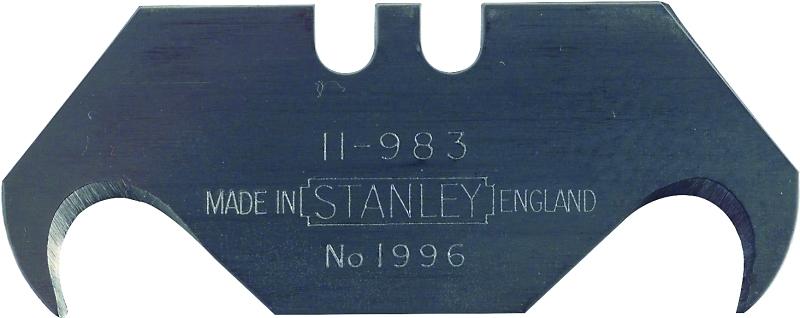 11-983
MADE IN STANLEY ENGLAND
No 1996